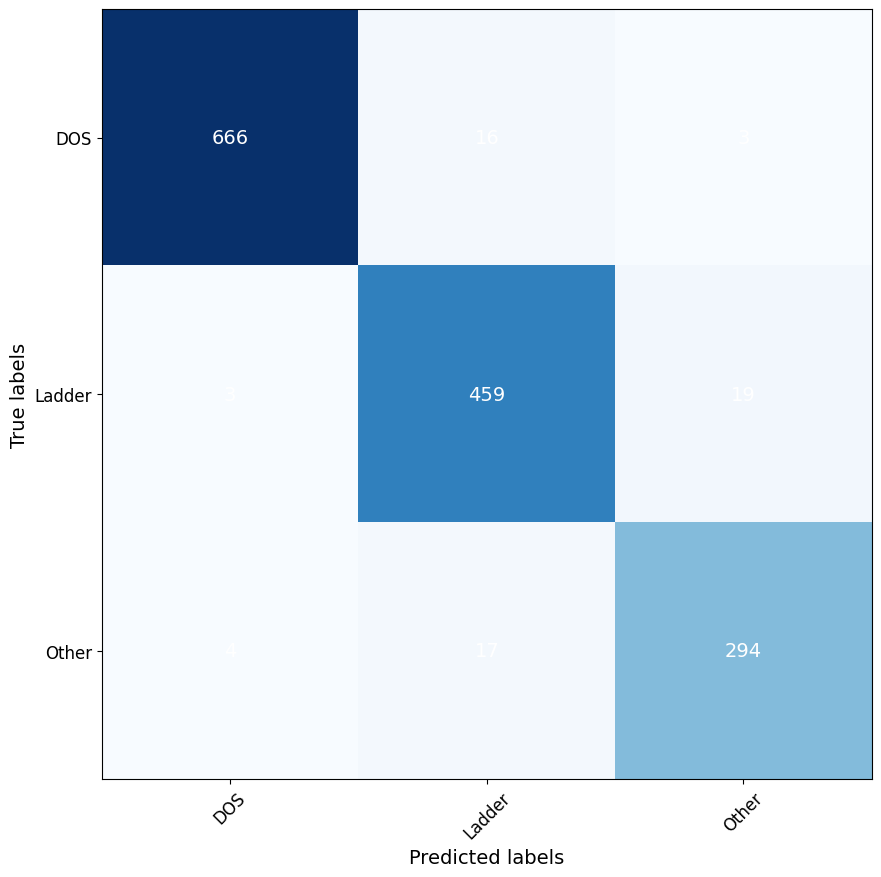 DOS 666 16 3
Ladder 3 459 19
Other 4 17 294
DOS Ladder Other
Predicted labels
True labels